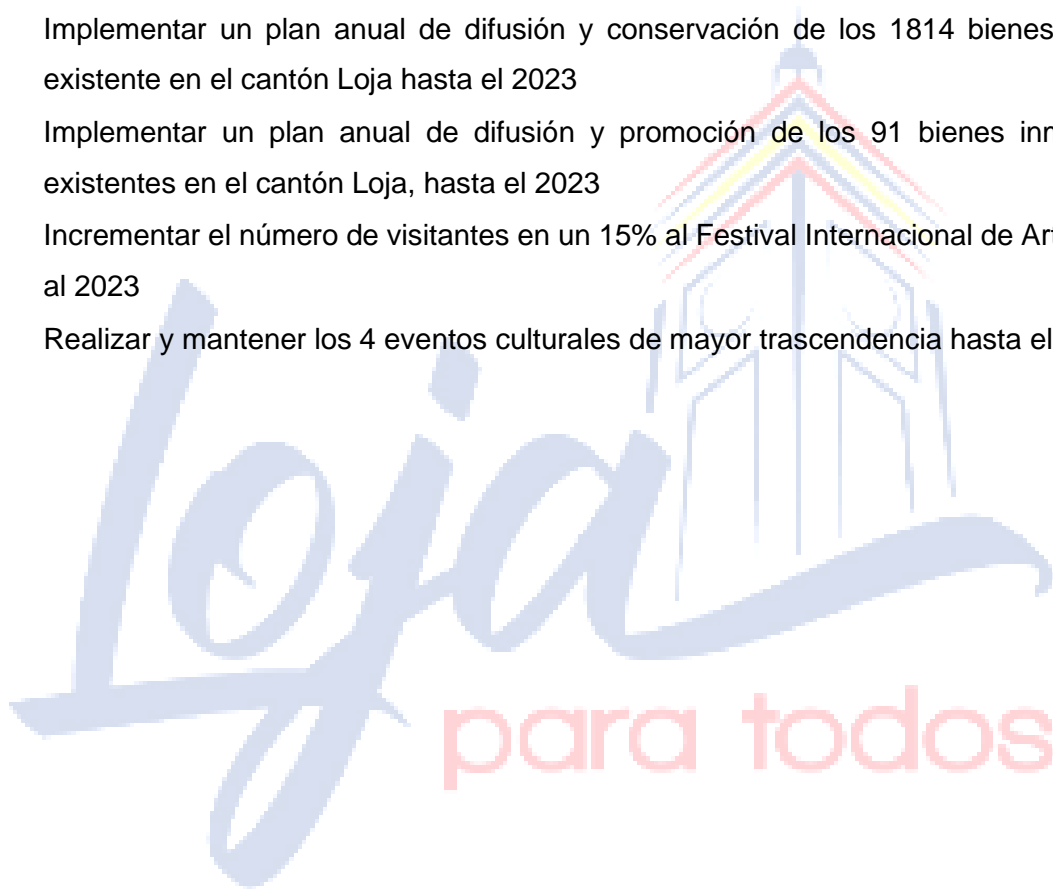 Implementar un plan anual de difusión y conservación de los 1814 bienes
existente en el cantón Loja hasta el 2023
Implementar un plan anual de difusión y promoción de los 91 bienes
existentes en el cantón Loja, hasta el 2023
Incrementar el número de visitantes en un 15% al Festival Internacional de
al 2023
Realizar y mantener los 4 eventos culturales de mayor trascendencia hasta el
Loja
para todos